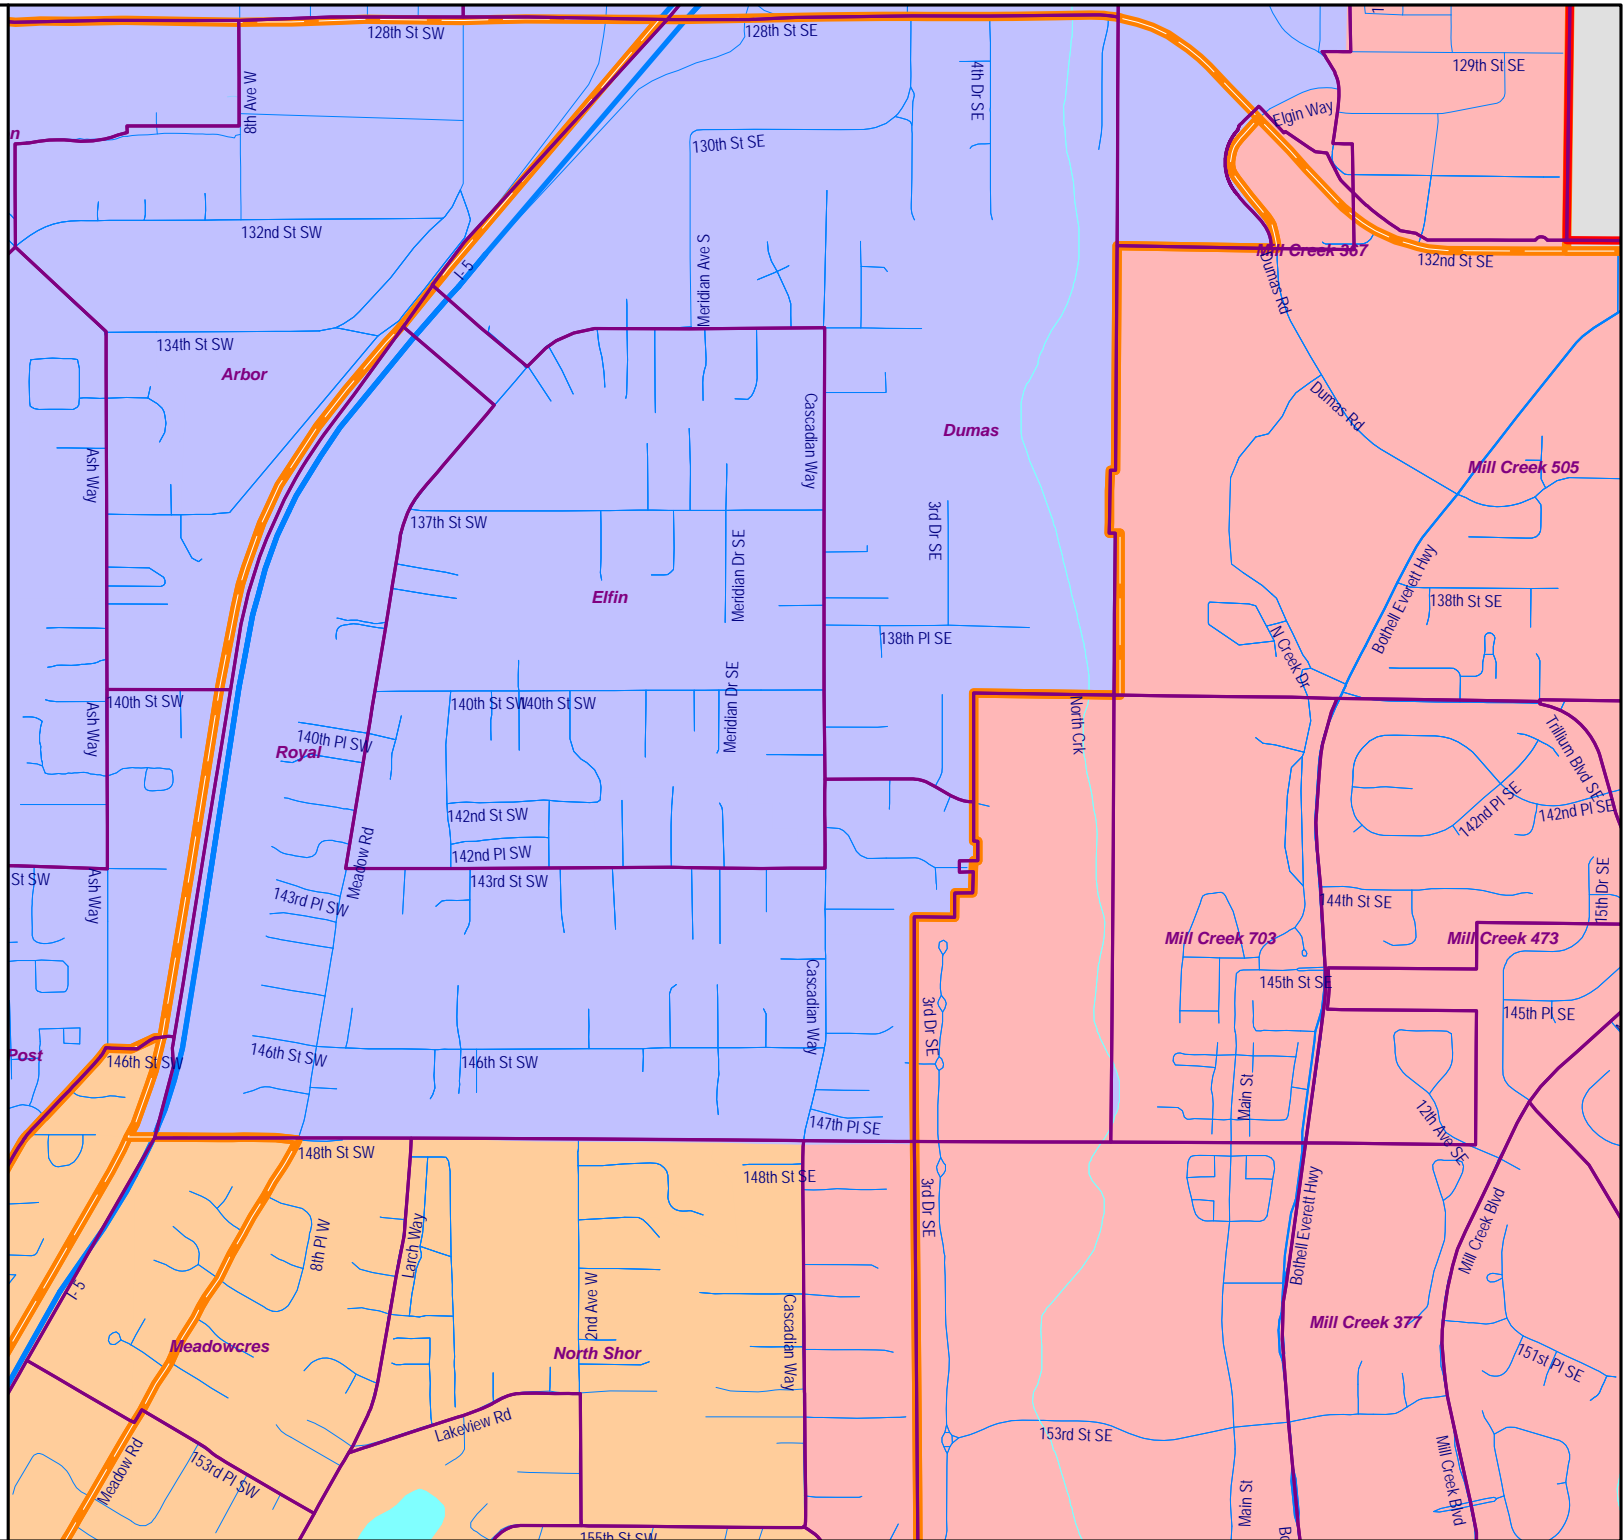 128th St SW
128th St SE
129th St SE
8th Ave W
4th Dr SE
Elgin Way
n
130th St SE
132nd St SW
Meridian Ave S
I- 5
Mill Creek 367
132nd St SE
Dumas Rd
134th St SW
Arbor
Dumas Rd
Cascadian Way
Dumas
Ash Way
Mill Creek 505
137th St SW
3rd Dr SE
Meridian Dr SE
Elfin
Bothell Everett Hwy
138th St SE
138th Pl SE
N Creek Dr
140th St SW
140th St SW
140th St SW
Meridian Dr SE
Ash Way
140th Pl SW
Royal
North Crk
Trillium Blvd SE
142nd Pl SE
142nd Pl SE
142nd St SW
142nd Pl SW
Meadow Rd
St SW
Ash Way
143rd St SW
143rd Pl SW
144th St SE
15th Dr SE
Mill Creek 703
Mill Creek 473
145th St SE
Cascadian Way
3rd Dr SE
145th Pl SE
Post
146th St SW
146th St SW
146th St SW
Main St
147th Pl SE
12th Ave SE
148th St SW
148th St SE
3rd Dr SE
8th Pl W
Larch Way
Bothell Everett Hwy
Mill Creek Blvd
I- 5
2nd Ave W
Cascadian Way
Mill Creek 377
Meadowcres
North Shor
151st Pl SE
Lakeview Rd
153rd St SE
Meadow Rd
153rd Pl SW
Main St
Mill Creek Blvd
155th St SW
Bo